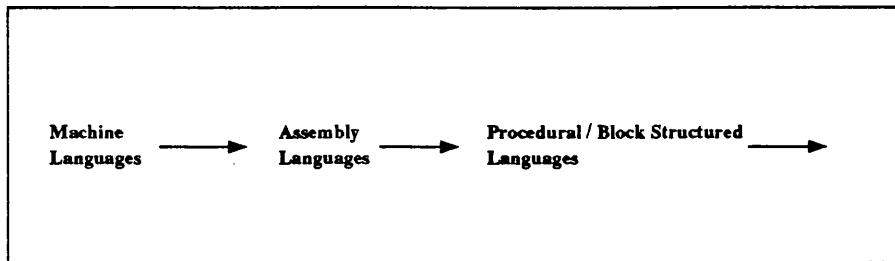 Machine
Languages
Assembly
Languages
Procedural / Block Structured
Languages